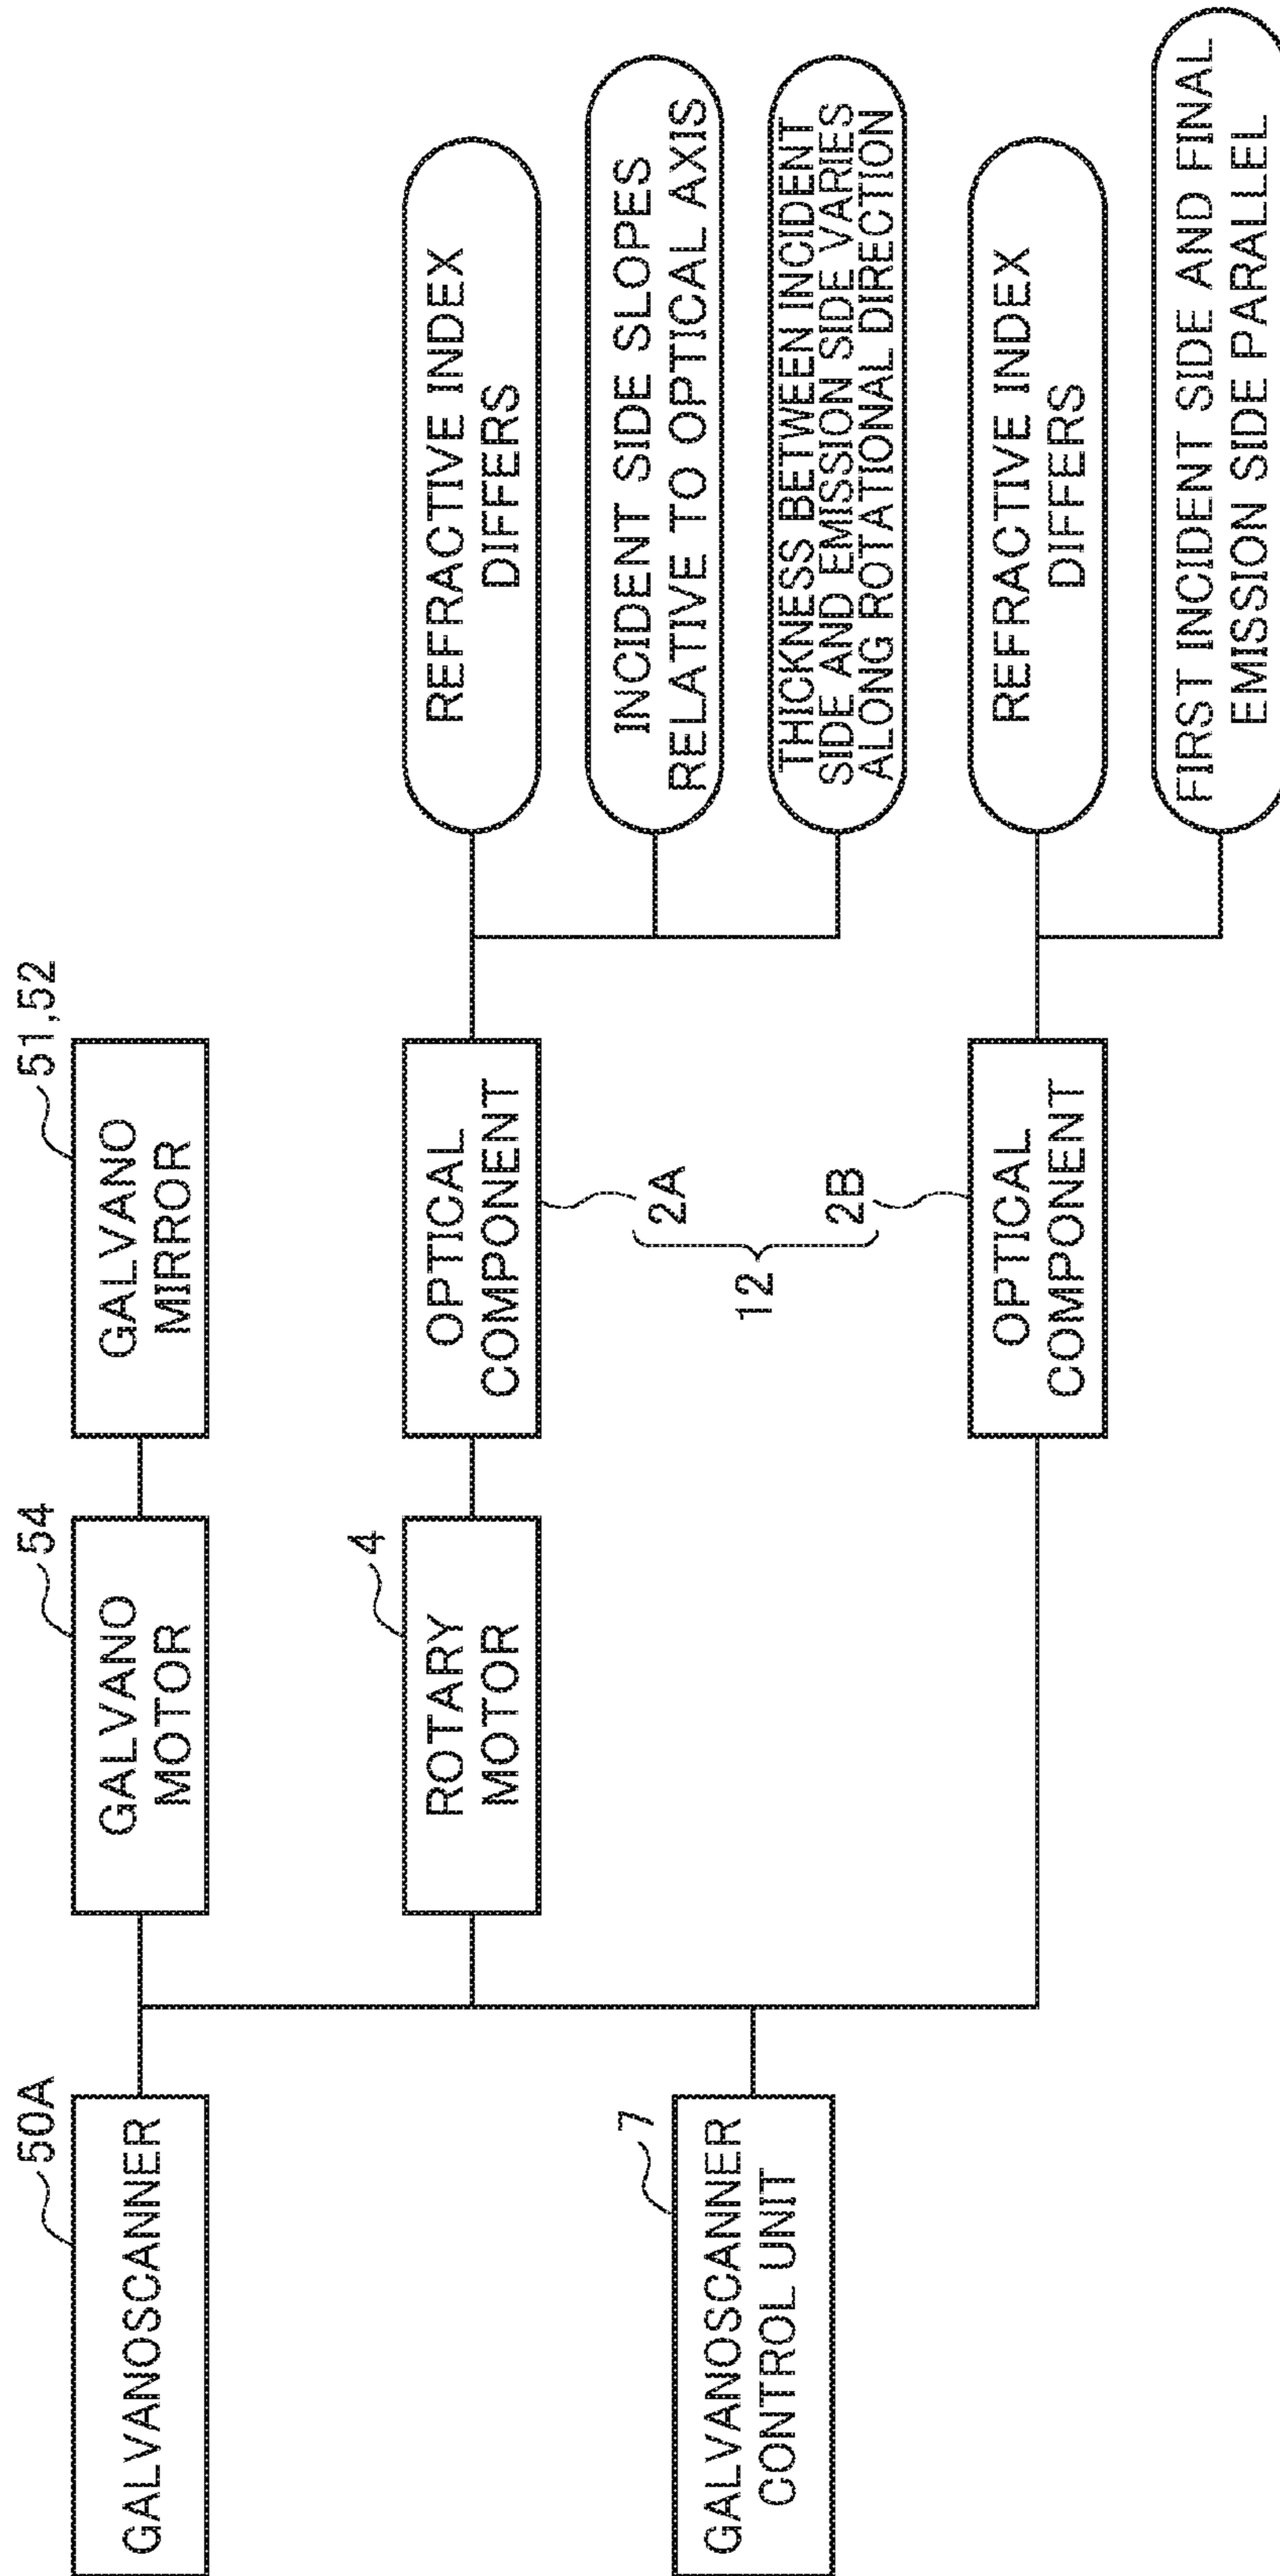 50A
GALVANOSCANNER
54
GALVANO
MOTOR
51,52
GALVANO
MIRROR
4
ROTARY
MOTOR
OPTICAL
COMPONENT
REFRACTIVE INDEX
DIFFERS
INCIDENT SIDE SLOPES
RELATIVE TO OPTICAL AXIS
THICKNESS BETWEEN INCIDENT
SIDE AND EMISSION SIDE VARIES
ALONG ROTATIONAL DIRECTION
7
GALVANOSCANNER
CONTROL UNIT
2A
12
2B
OPTICAL
COMPONENT
REFRACTIVE INDEX
DIFFERS
FIRST INCIDENT SIDE AND FINAL
EMISSION SIDE PARALLEL